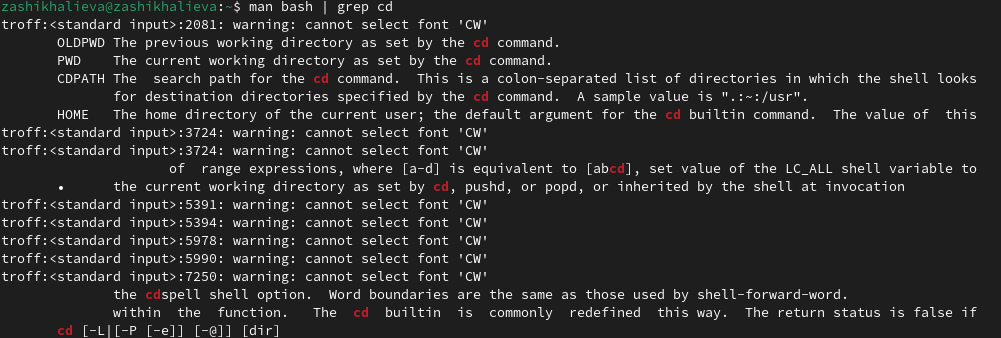 zashikhalieva@zashikhalieva:~$ man bash | grep cd
troff:<standard input>:2081: warning: cannot select font 'CW'
OLDPWD The previous working directory as set by the cd command.
PWD    The current working directory as set by the cd command.
CDPATH The  search path for the cd command.  This is a colon-separated list of directories in which the shell looks
for destination directories specified by the cd command.  A sample value is ".:~:/usr".
HOME   The home directory of the current user; the default argument for the cd builtin command.  The value of  this
troff:<standard input>:3724: warning: cannot select font 'CW'
troff:<standard input>:3724: warning: cannot select font 'CW'
of  range expressions, where [a-d] is equivalent to [abcd], set value of the LC_ALL shell variable to
•      the current working directory as set by cd, pushd, or popd, or inherited by the shell at invocation
troff:<standard input>:5391: warning: cannot select font 'CW'
troff:<standard input>:5394: warning: cannot select font 'CW'
troff:<standard input>:5978: warning: cannot select font 'CW'
troff:<standard input>:5990: warning: cannot select font 'CW'
troff:<standard input>:7250: warning: cannot select font 'CW'
the cdspell shell option.  Word boundaries are the same as those used by shell-forward-word.
within  the  function.   The  cd  builtin  is  commonly  redefined  this way.  The return status is false if
cd [-L|[-P [-e]] [-@]] [dir]